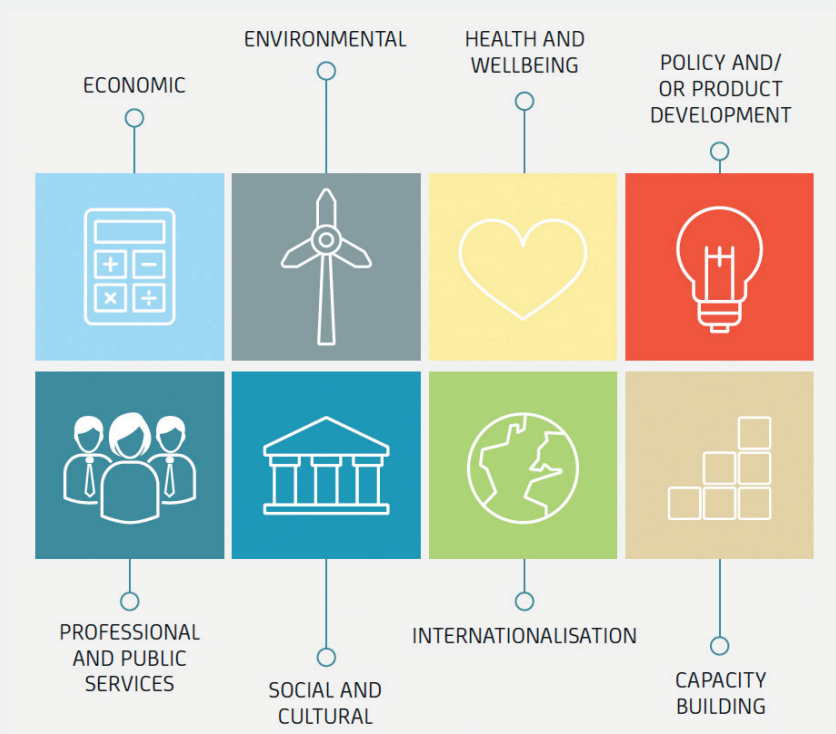 ECONOMIC
ENVIRONMENTAL
HEALTH AND
WELLBEING
POLICY AND/
OR PRODUCT
DEVELOPMENT
PROFESSIONAL
AND PUBLIC
SERVICES
SOCIAL AND
CULTURAL
INTERNATIONALISATION
CAPACITY
BUILDING